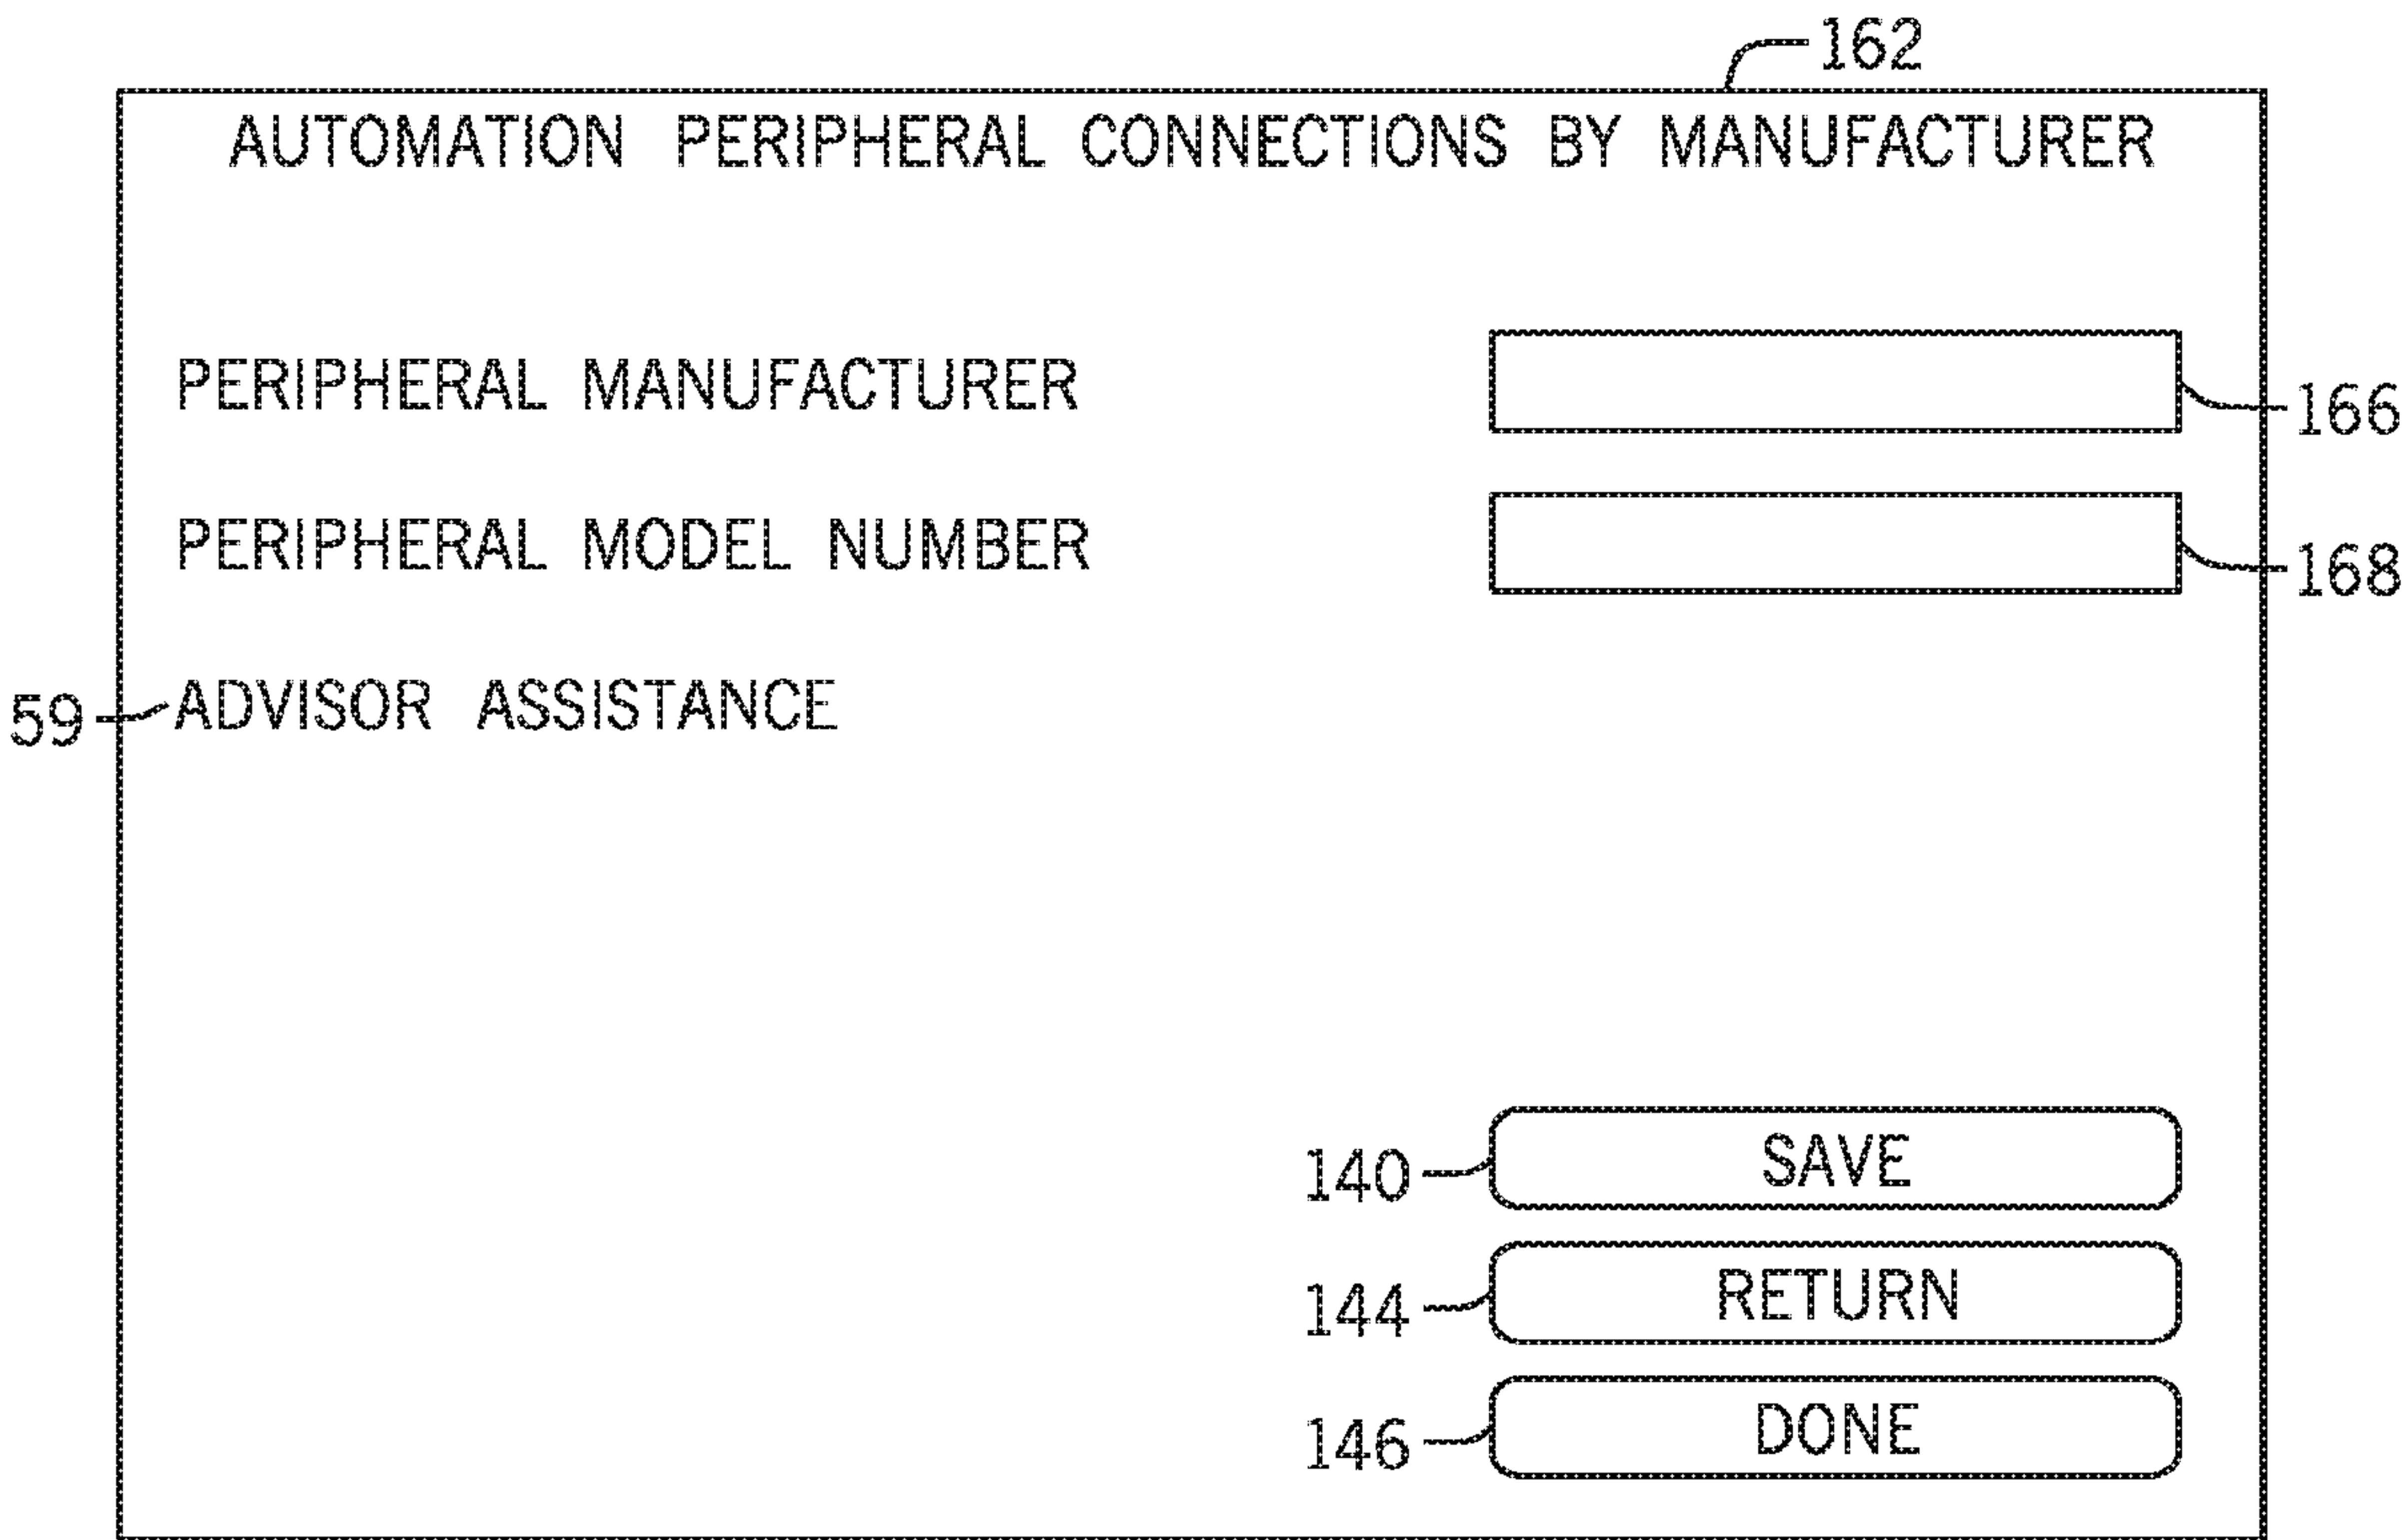 162
AUTOMATION PERIPHERAL CONNECTIONS BY MANUFACTURER
PERIPHERAL MANUFACTURER
166
PERIPHERAL MODEL NUMBER
168
59 ADVISOR ASSISTANCE
140 SAVE
144 RETURN
146 DONE